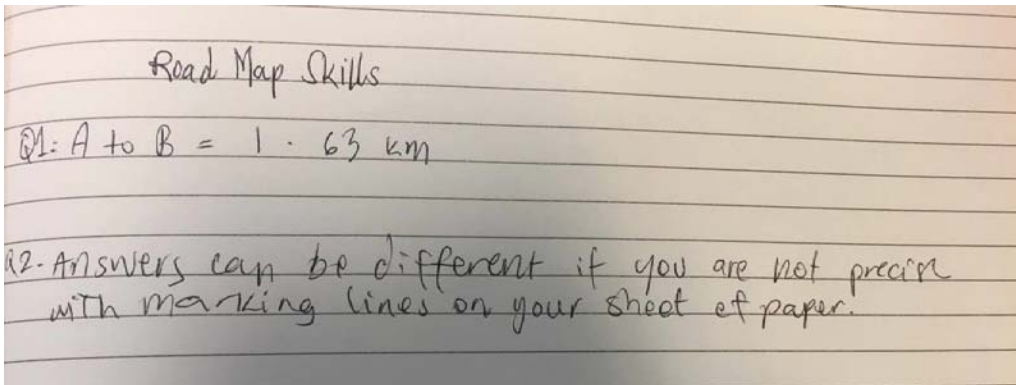 Road Map Skills
Q1: A to B = 1 . 63 km
Q2- Answers can be different if you are not precise
with marking lines on your sheet of paper.